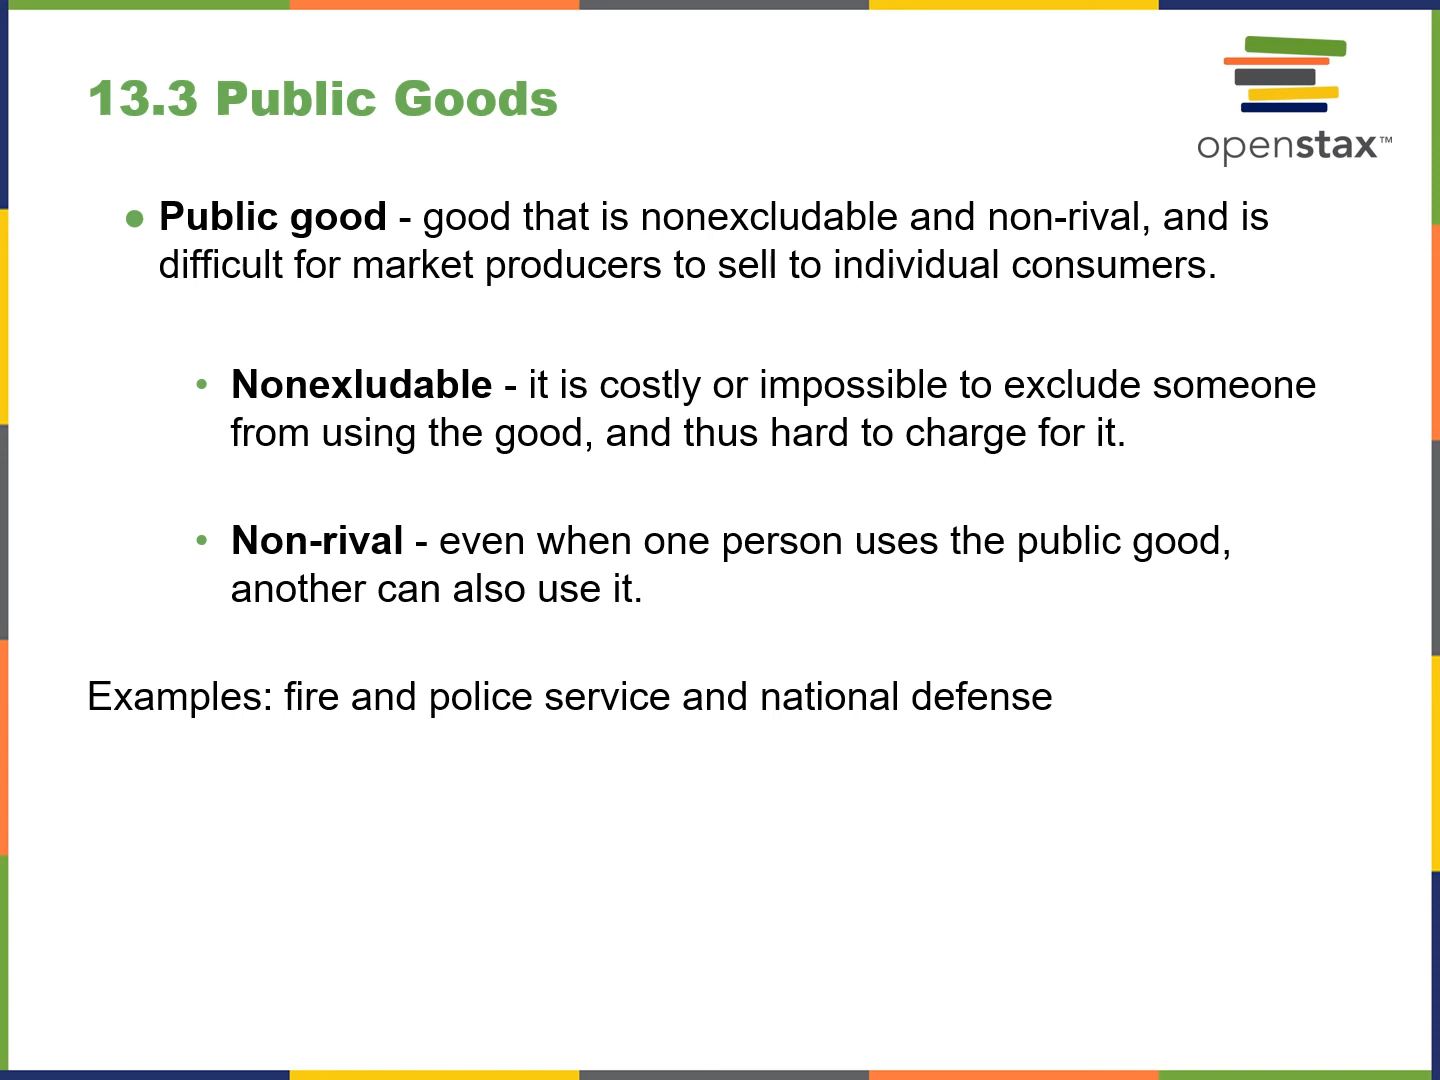 13.3 Public Goods
openstax™
● Public good - good that is nonexcludable and non-rival, and is
difficult for market producers to sell to individual consumers.
• Nonexludable - it is costly or impossible to exclude someone
from using the good, and thus hard to charge for it.
• Non-rival - even when one person uses the public good,
another can also use it.
Examples: fire and police service and national defense